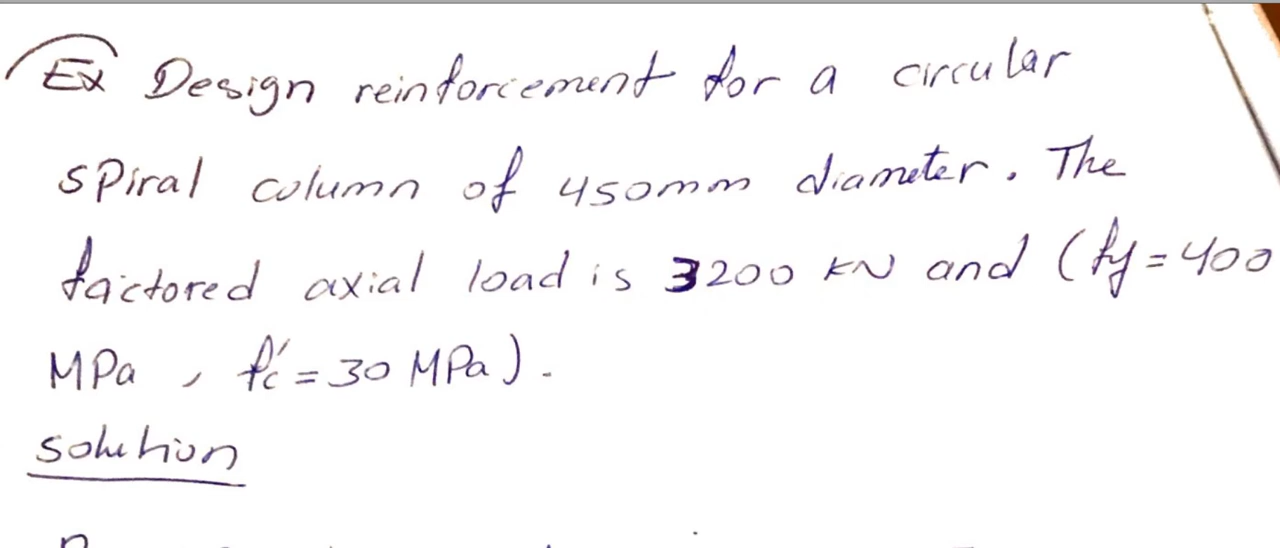 Ex Design reinforcement for a circular
spiral column of 450mm diameter. The
factored axial load is 3200 KN and (fy=400
MPa , fc'=30 MPa).
solution